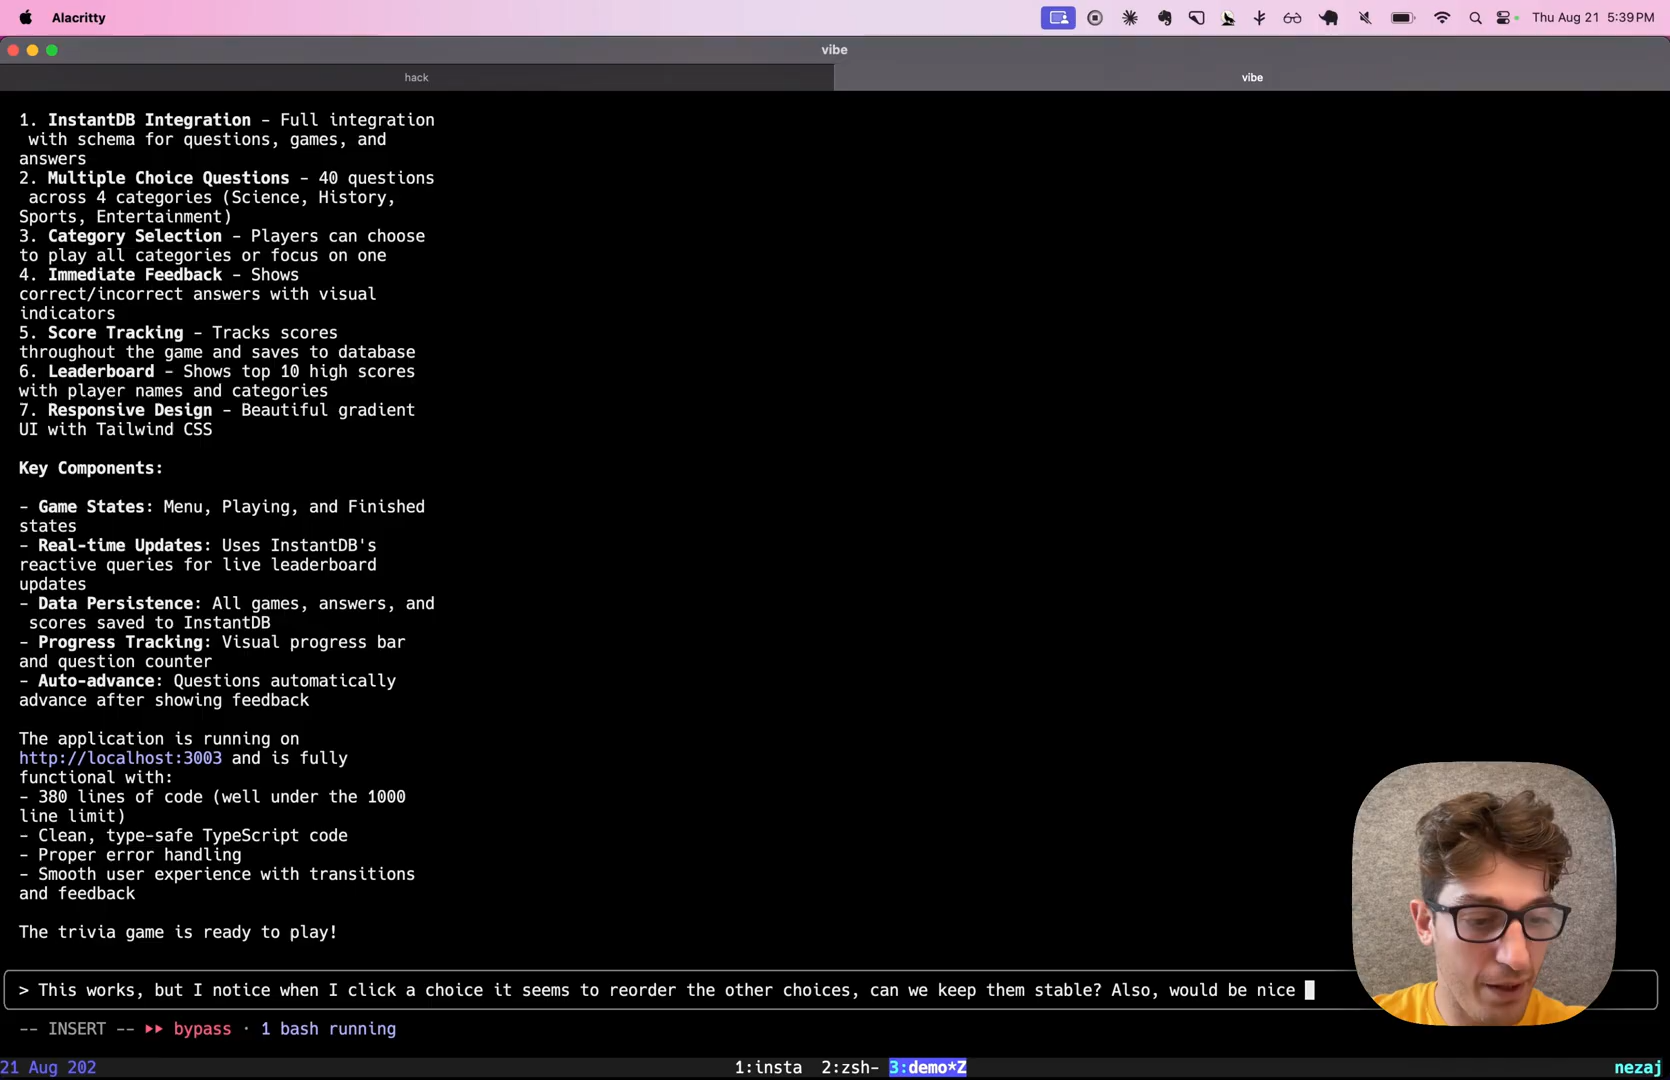 Alacritty
Thu Aug 21 5:39 PM
vibe
hack
vibe
1. InstantDB Integration - Full integration
with schema for questions, games, and
answers
2. Multiple Choice Questions - 40 questions
across 4 categories (Science, History,
Sports, Entertainment)
3. Category Selection - Players can choose
to play all categories or focus on one
4. Immediate Feedback - Shows
correct/incorrect answers with visual
indicators
5. Score Tracking - Tracks scores
throughout the game and saves to database
6. Leaderboard - Shows top 10 high scores
with player names and categories
7. Responsive Design - Beautiful gradient
UI with Tailwind CSS
Key Components:
- Game States: Menu, Playing, and Finished
states
- Real-time Updates: Uses InstantDB's
reactive queries for live leaderboard
updates
- Data Persistence: All games, answers, and
scores saved to InstantDB
- Progress Tracking: Visual progress bar
and question counter
- Auto-advance: Questions automatically
advance after showing feedback
The application is running on
http://localhost:3003 and is fully
functional with:
- 380 lines of code (well under the 1000
line limit)
- Clean, type-safe TypeScript code
- Proper error handling
- Smooth user experience with transitions
and feedback
The trivia game is ready to play!
> This works, but I notice when I click a choice it seems to reorder the other choices, can we keep them stable? Also, would be nice
-- INSERT -- ▸▸ bypass · 1 bash running
21 Aug 202 1:insta 2:zsh- 3:demo*Z nezaj